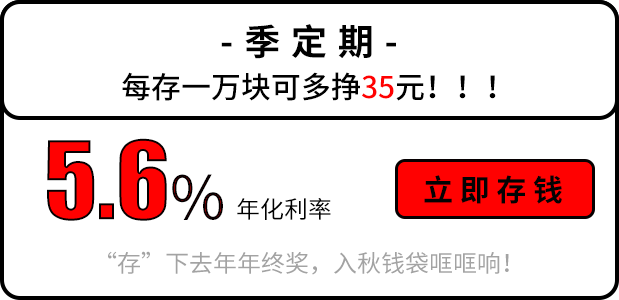 -季定期-
每存一万块可多挣35元！！！
5.6% 年化利率
立即存钱
“存”下去年年终奖，入秋钱袋哐哐响！